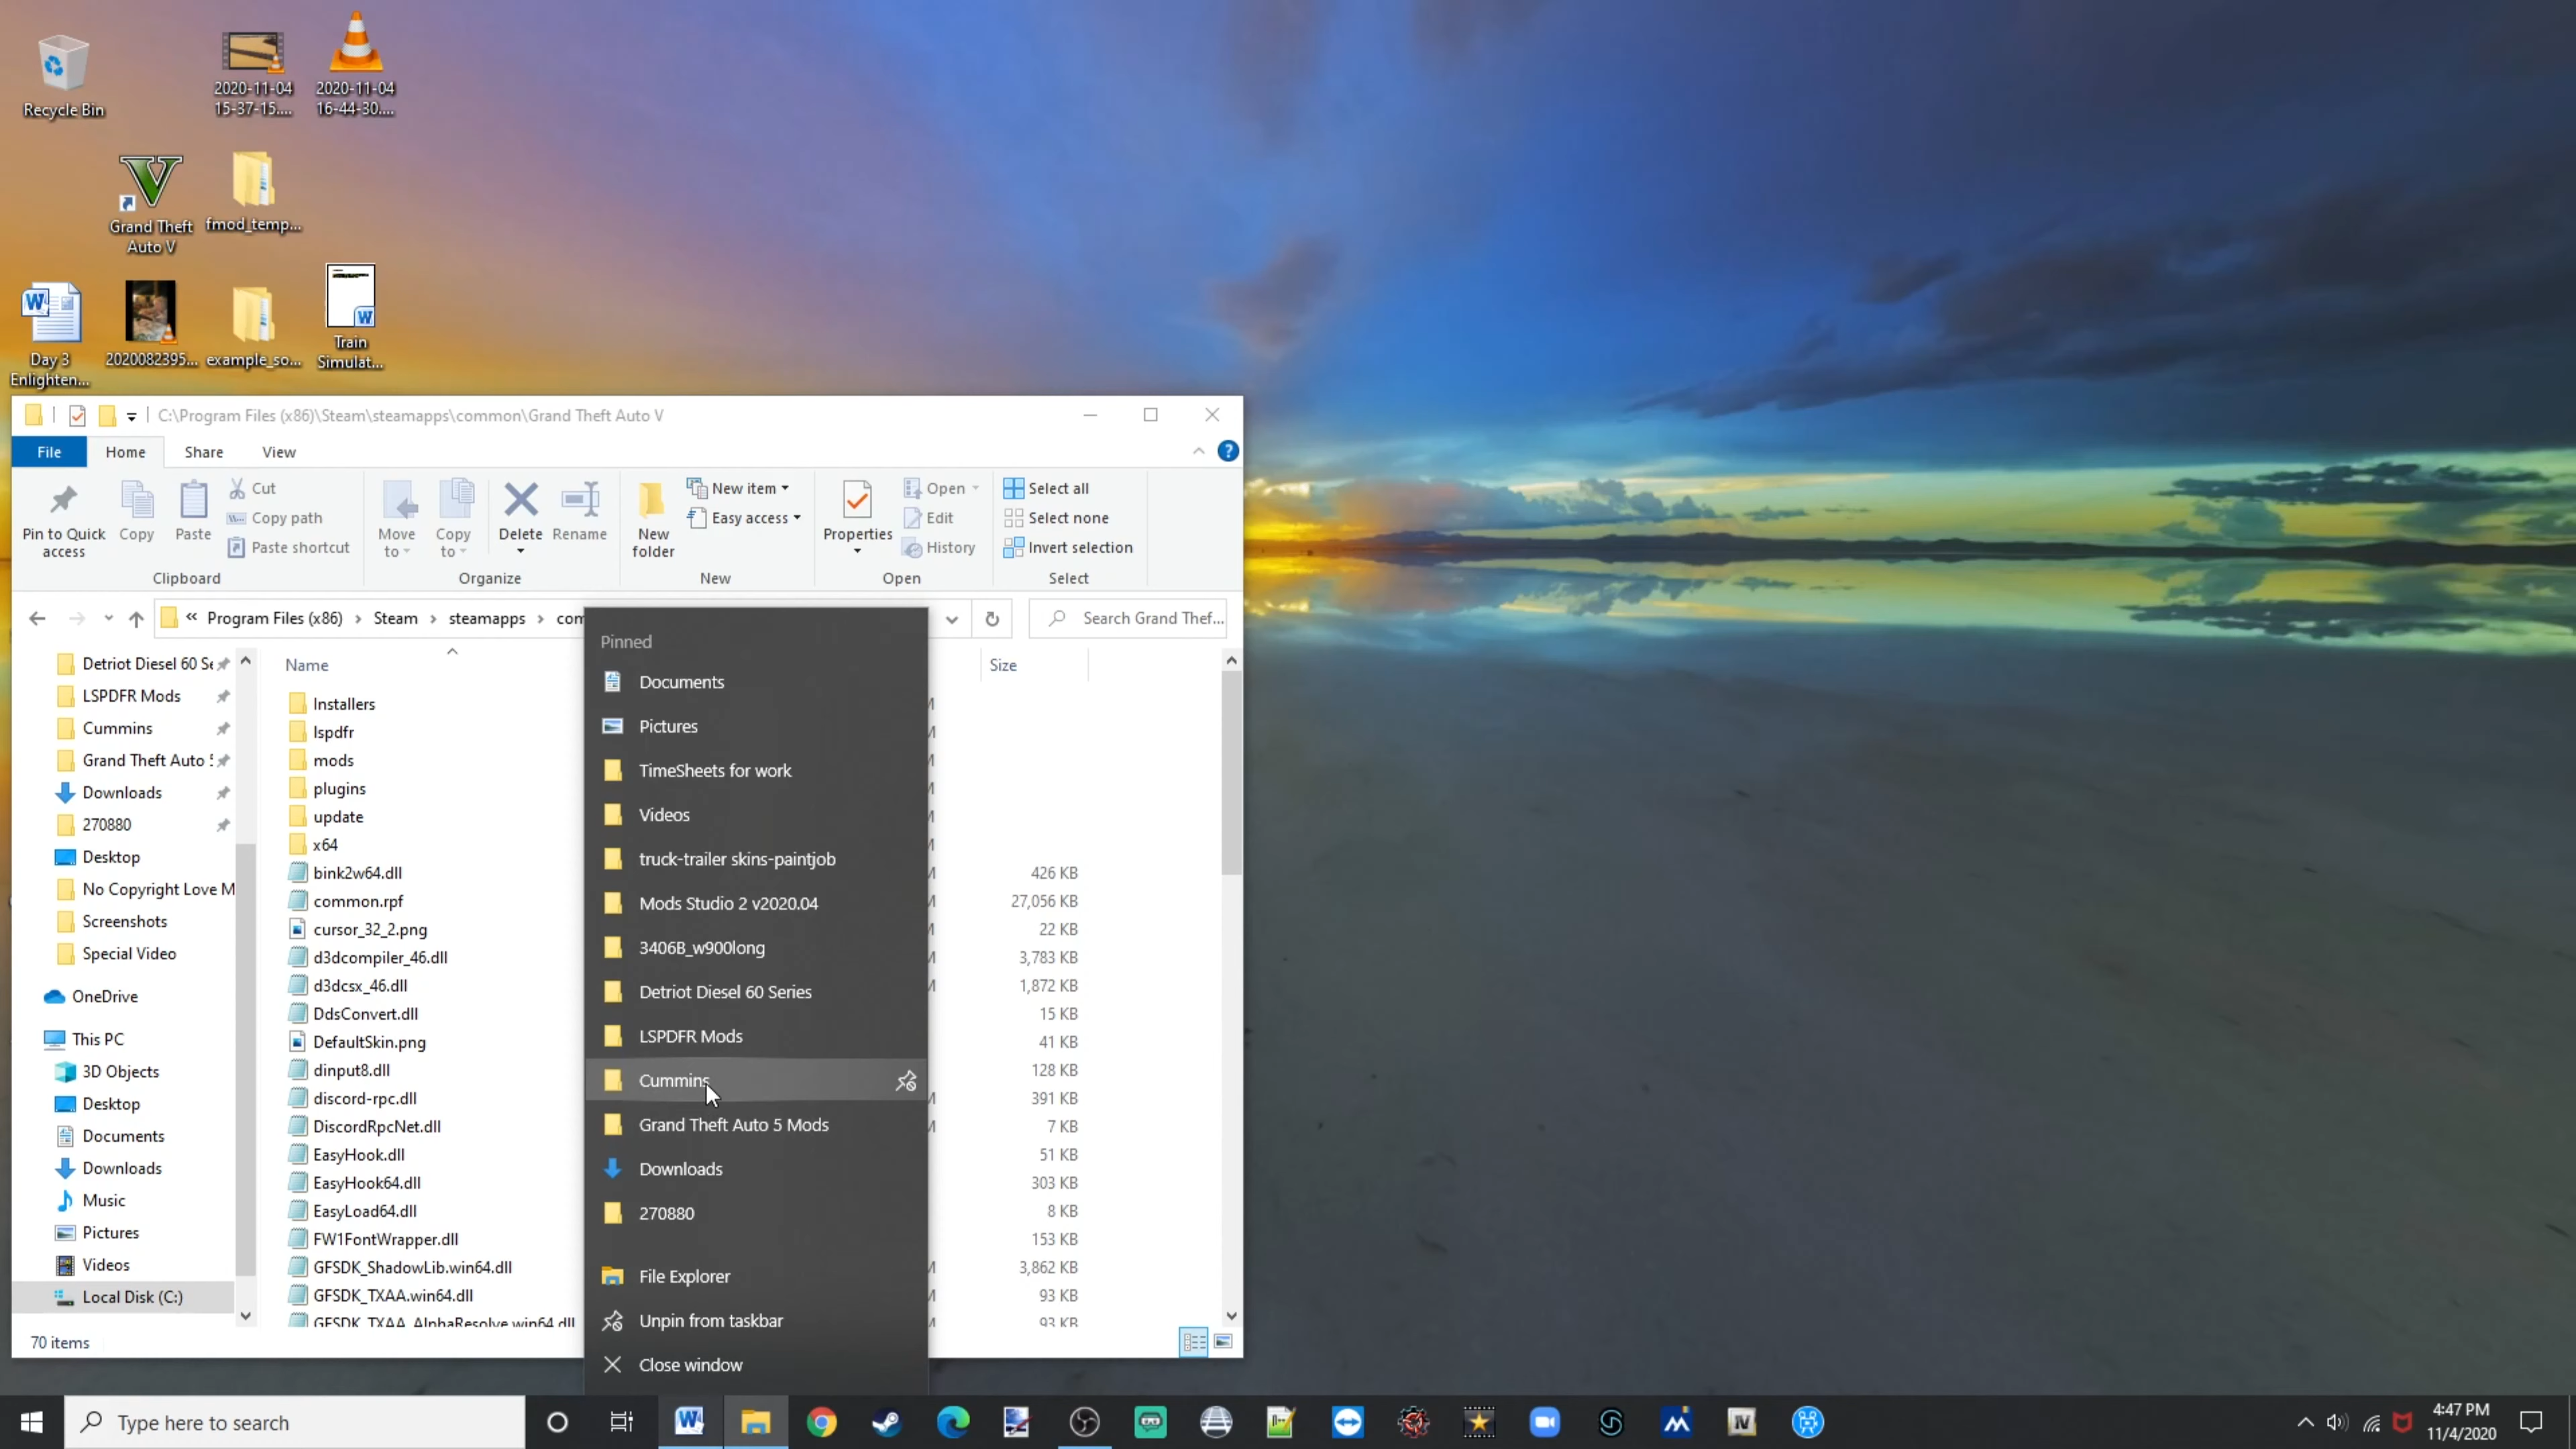 Recycle Bin
2020-11-04
15-37-15....
2020-11-04
16-44-30....
Grand Theft
Auto V
fmod_temp...
Day 3
Enlighten...
2020082395...
example_so...
Train
Simulat...
C:\Program Files (x86)\Steam\steamapps\common\Grand Theft Auto V
File
Home
Share
View
Pin to Quick
access
Copy
Paste
Cut
Copy path
Paste shortcut
Clipboard
Move
to
Copy
to
Delete
Rename
Organize
New
folder
New item
Easy access
New
Properties
Open
Edit
History
Open
Select all
Select none
Invert selection
Select
« Program Files (x86) › Steam › steamapps › com
Search Grand Thef...
Detriot Diesel 60 Se
LSPDFR Mods
Cummins
Grand Theft Auto 5
Downloads
270880
Desktop
No Copyright Love M
Screenshots
Special Video
OneDrive
This PC
3D Objects
Desktop
Documents
Downloads
Music
Pictures
Videos
Local Disk (C:)
Name
Size
Installers
lspdfr
mods
plugins
update
x64
bink2w64.dll
426 KB
common.rpf
27,056 KB
cursor_32_2.png
22 KB
d3dcompiler_46.dll
3,783 KB
d3dcsx_46.dll
1,872 KB
DdsConvert.dll
15 KB
DefaultSkin.png
41 KB
dinput8.dll
128 KB
discord-rpc.dll
391 KB
DiscordRpcNet.dll
7 KB
EasyHook.dll
51 KB
EasyHook64.dll
303 KB
EasyLoad64.dll
8 KB
FW1FontWrapper.dll
153 KB
GFSDK_ShadowLib.win64.dll
3,862 KB
GFSDK_TXAA.win64.dll
93 KB
GFSDK_TXAA_AlphaResolve.win64.dll
93 KB
70 items
Pinned
Documents
Pictures
TimeSheets for work
Videos
truck-trailer skins-paintjob
Mods Studio 2 v2020.04
3406B_w900long
Detriot Diesel 60 Series
LSPDFR Mods
Cummins
Grand Theft Auto 5 Mods
Downloads
270880
File Explorer
Unpin from taskbar
Close window
Type here to search
4:47 PM
11/4/2020